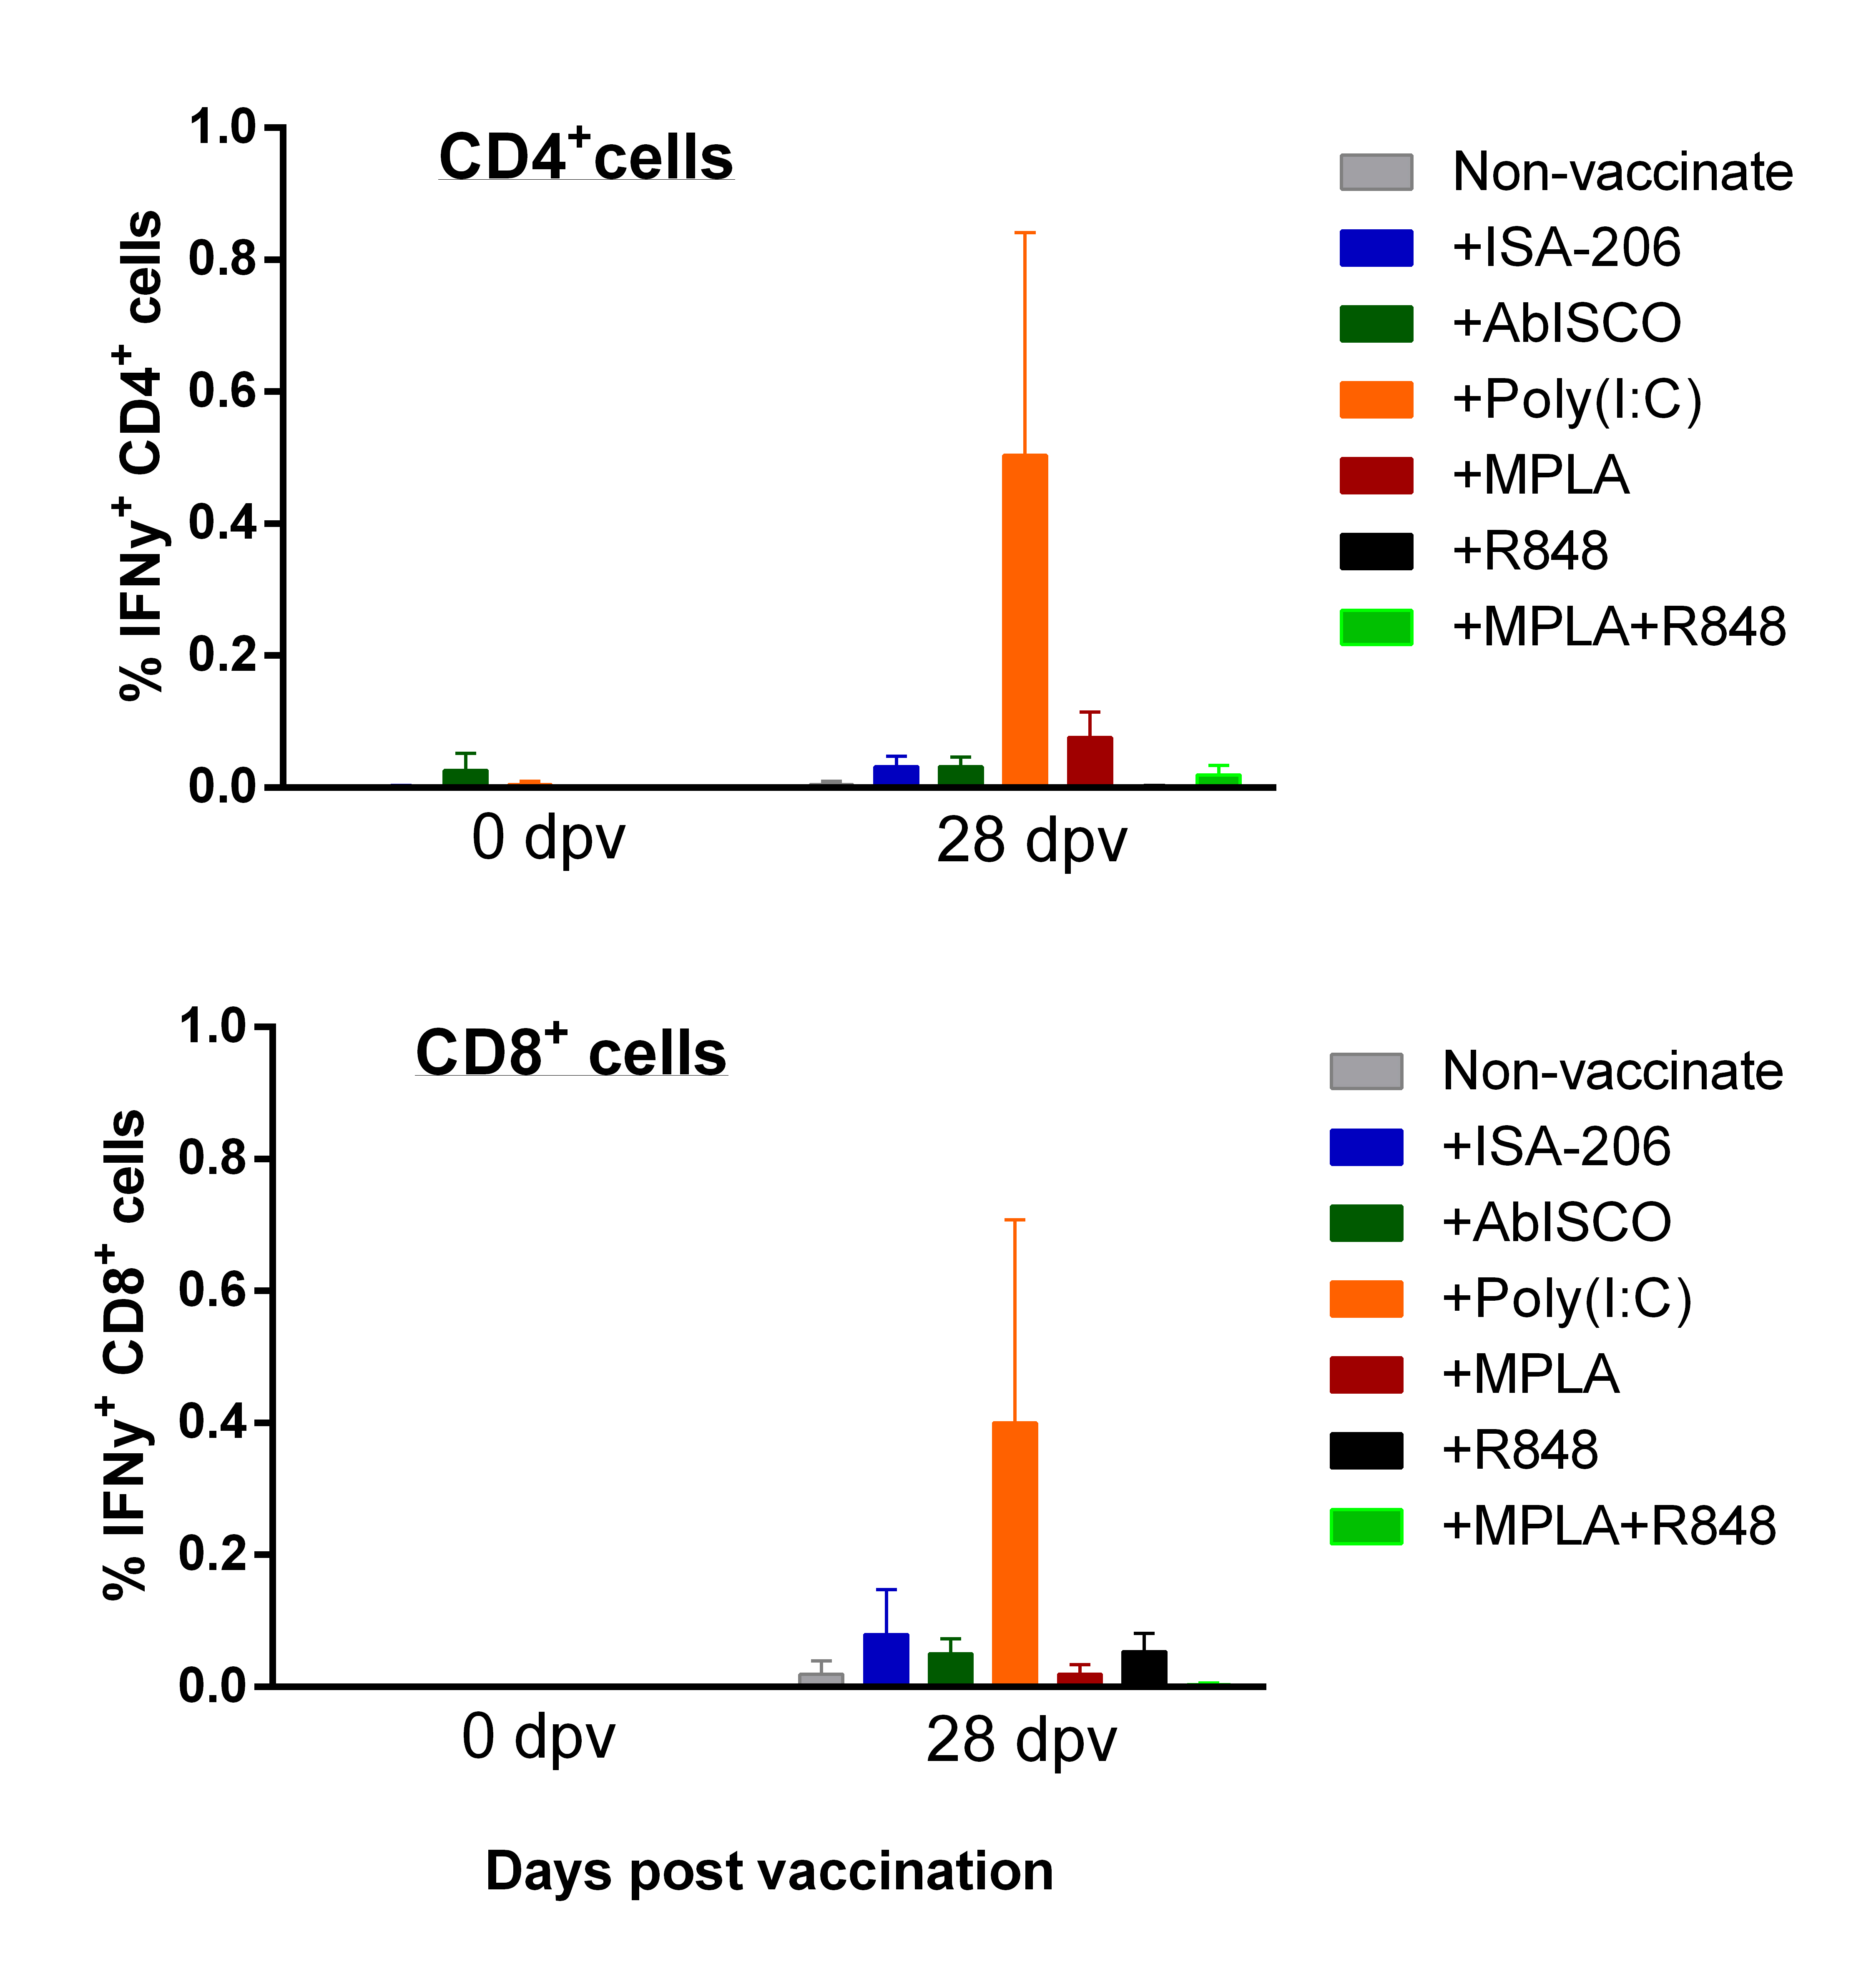 CD4⁺cells
% IFNy⁺ CD4⁺ cells
1.0
0.8
0.6
0.4
0.2
0.0
0 dpv
28 dpv
Non-vaccinate
+ISA-206
+AbISCO
+Poly(I:C)
+MPLA
+R848
+MPLA+R848
CD8⁺ cells
% IFNy⁺ CD8⁺ cells
1.0
0.8
0.6
0.4
0.2
0.0
0 dpv
28 dpv
Non-vaccinate
+ISA-206
+AbISCO
+Poly(I:C)
+MPLA
+R848
+MPLA+R848
Days post vaccination